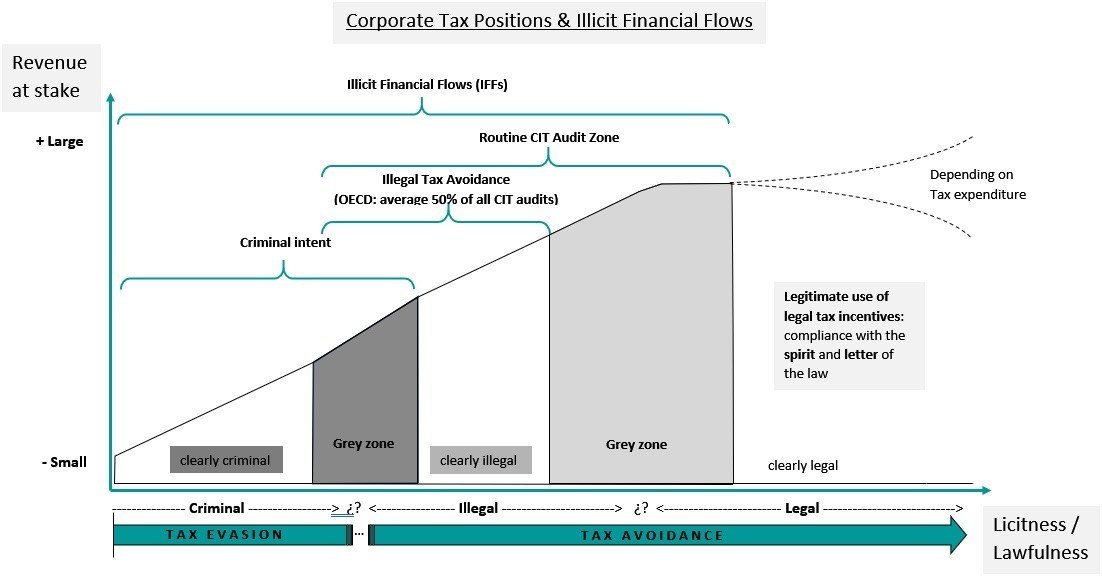 Corporate Tax Positions & Illicit Financial Flows
Revenue
at stake
Illicit Financial Flows (IFFs)
+ Large
Routine CIT Audit Zone
Illegal Tax Avoidance
(OECD: average 50% of all CIT audits)
Depending on
Tax expenditure
Criminal intent
Legitimate use of
legal tax incentives:
compliance with the
spirit and letter of
the law
Grey zone
Grey zone
- Small
clearly criminal
clearly illegal
clearly legal
Criminal
¿?
Illegal
¿?
Legal
TAX EVASION
...
TAX AVOIDANCE
Licitness /
Lawfulness